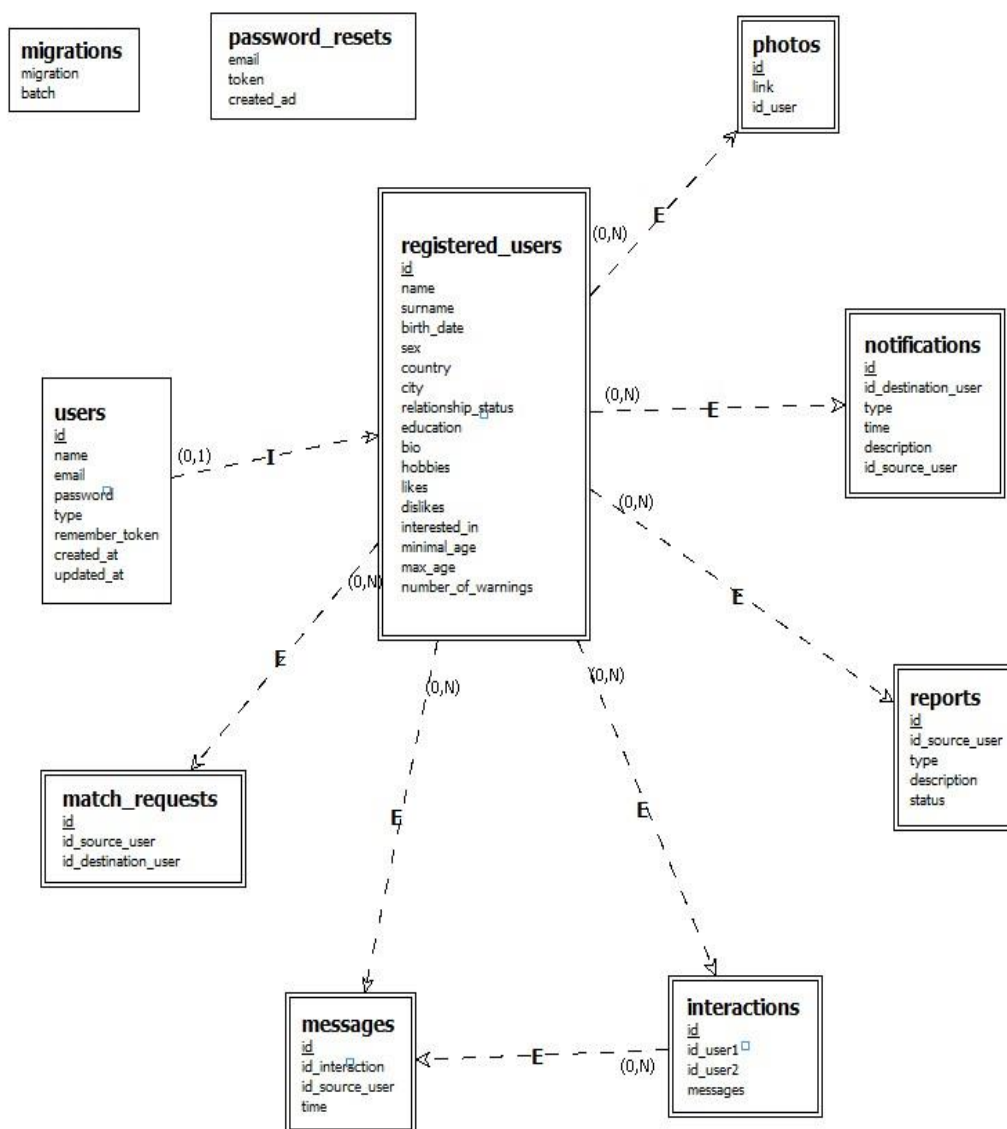 migrations
migration
batch
password_resets
email
token
created_ad
photos
id
link
id_user
E
(0,N)
registered_users
id
name
surname
birth_date
sex
country
city
relationship_status
education
bio
hobbies
likes
dislikes
interested_in
minimal_age
max_age
number_of_warnings
notifications
id
id_destination_user
type
time
description
id_source_user
(0,N)
E
users
id
name
email
password
type
remember_token
created_at
updated_at
(0,1)
I
(0,N)
E
(0,N)
E
reports
id
id_source_user
type
description
status
(0,N)
(0,N)
E
E
match_requests
id
id_source_user
id_destination_user
messages
id
id_interaction
id_source_user
time
E
(0,N)
interactions
id
id_user1
id_user2
messages